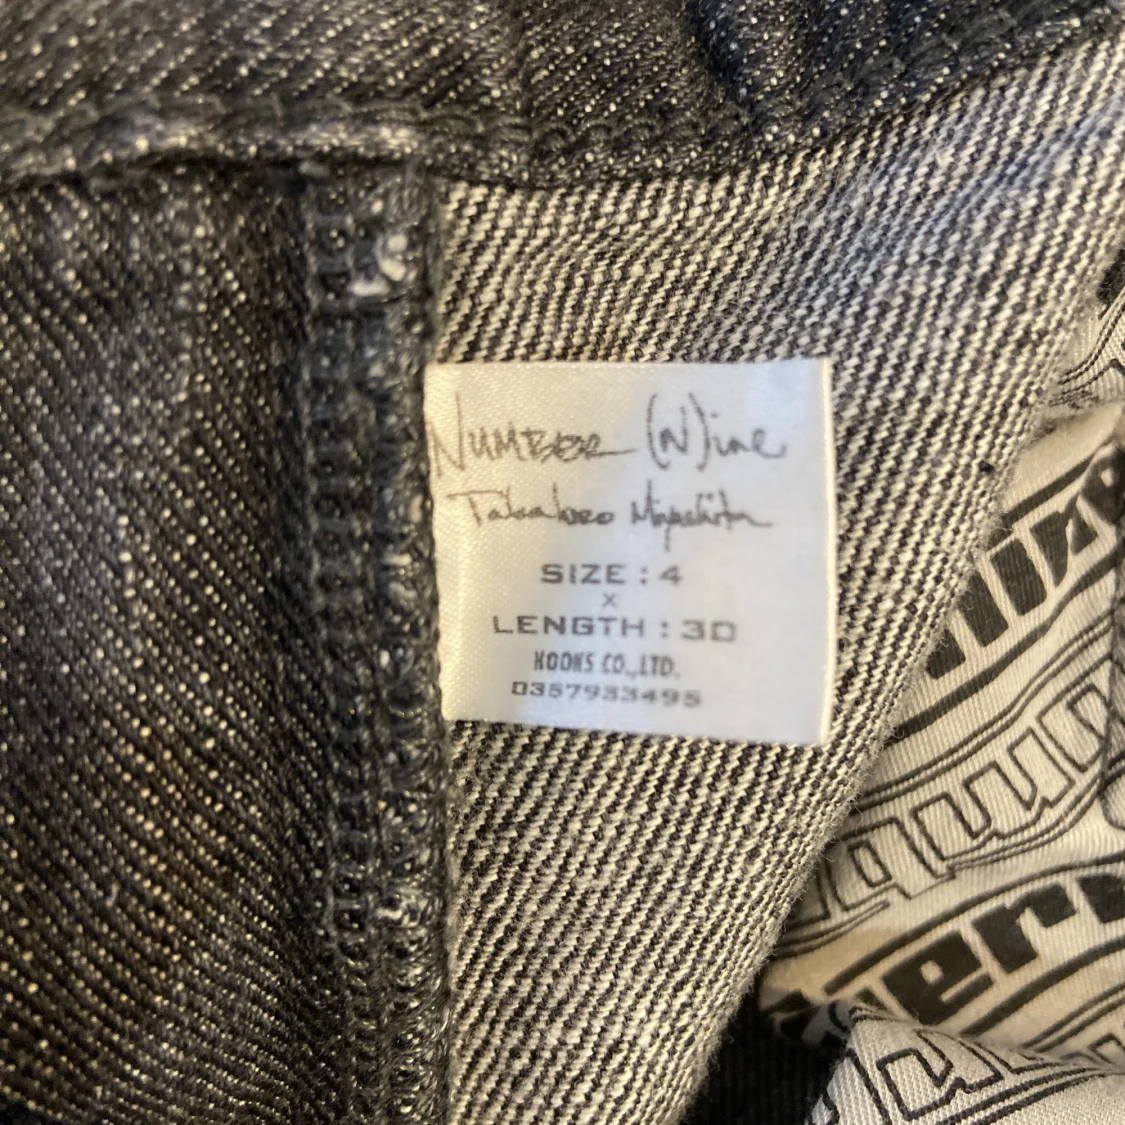 NUMBER (N)ine
Takahiro Miyashita
SIZE : 4
x
LENGTH : 30
KOOKS CO.,LTD.
0357933495